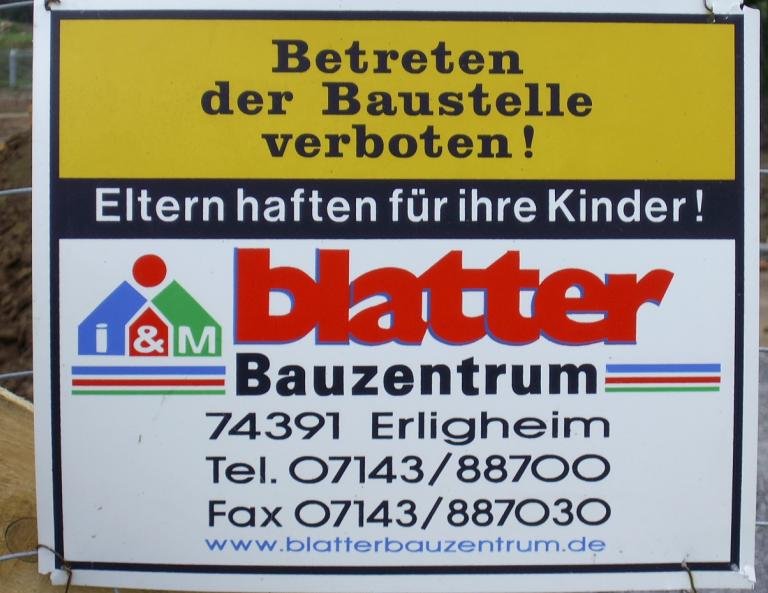 Betreten
der Baustelle
verboten!
Eltern haften für ihre Kinder!
i&M blatter
Bauzentrum
74391 Erligheim
Tel. 07143/88700
Fax 07143/887030
www.blatterbauzentrum.de